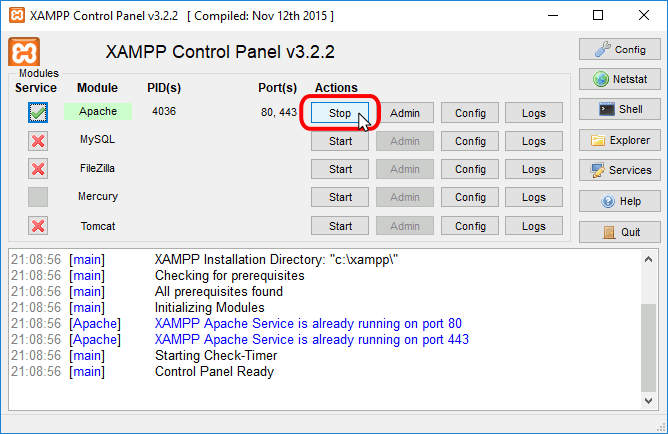 XAMPP Control Panel v3.2.2   [ Compiled: Nov 12th 2015 ]
XAMPP Control Panel v3.2.2
Config
Modules
Service Module PID(s) Port(s) Actions
Netstat
Apache 4036 80, 443 Stop Admin Config Logs
Shell
MySQL Start Admin Config Logs
Explorer
FileZilla Start Admin Config Logs
Services
Mercury Start Admin Config Logs
Help
Tomcat Start Admin Config Logs
Quit
21:08:56 [main] XAMPP Installation Directory: "c:\xampp\"
21:08:56 [main] Checking for prerequisites
21:08:56 [main] All prerequisites found
21:08:56 [main] Initializing Modules
21:08:56 [Apache] XAMPP Apache Service is already running on port 80
21:08:56 [Apache] XAMPP Apache Service is already running on port 443
21:08:56 [main] Starting Check-Timer
21:08:56 [main] Control Panel Ready